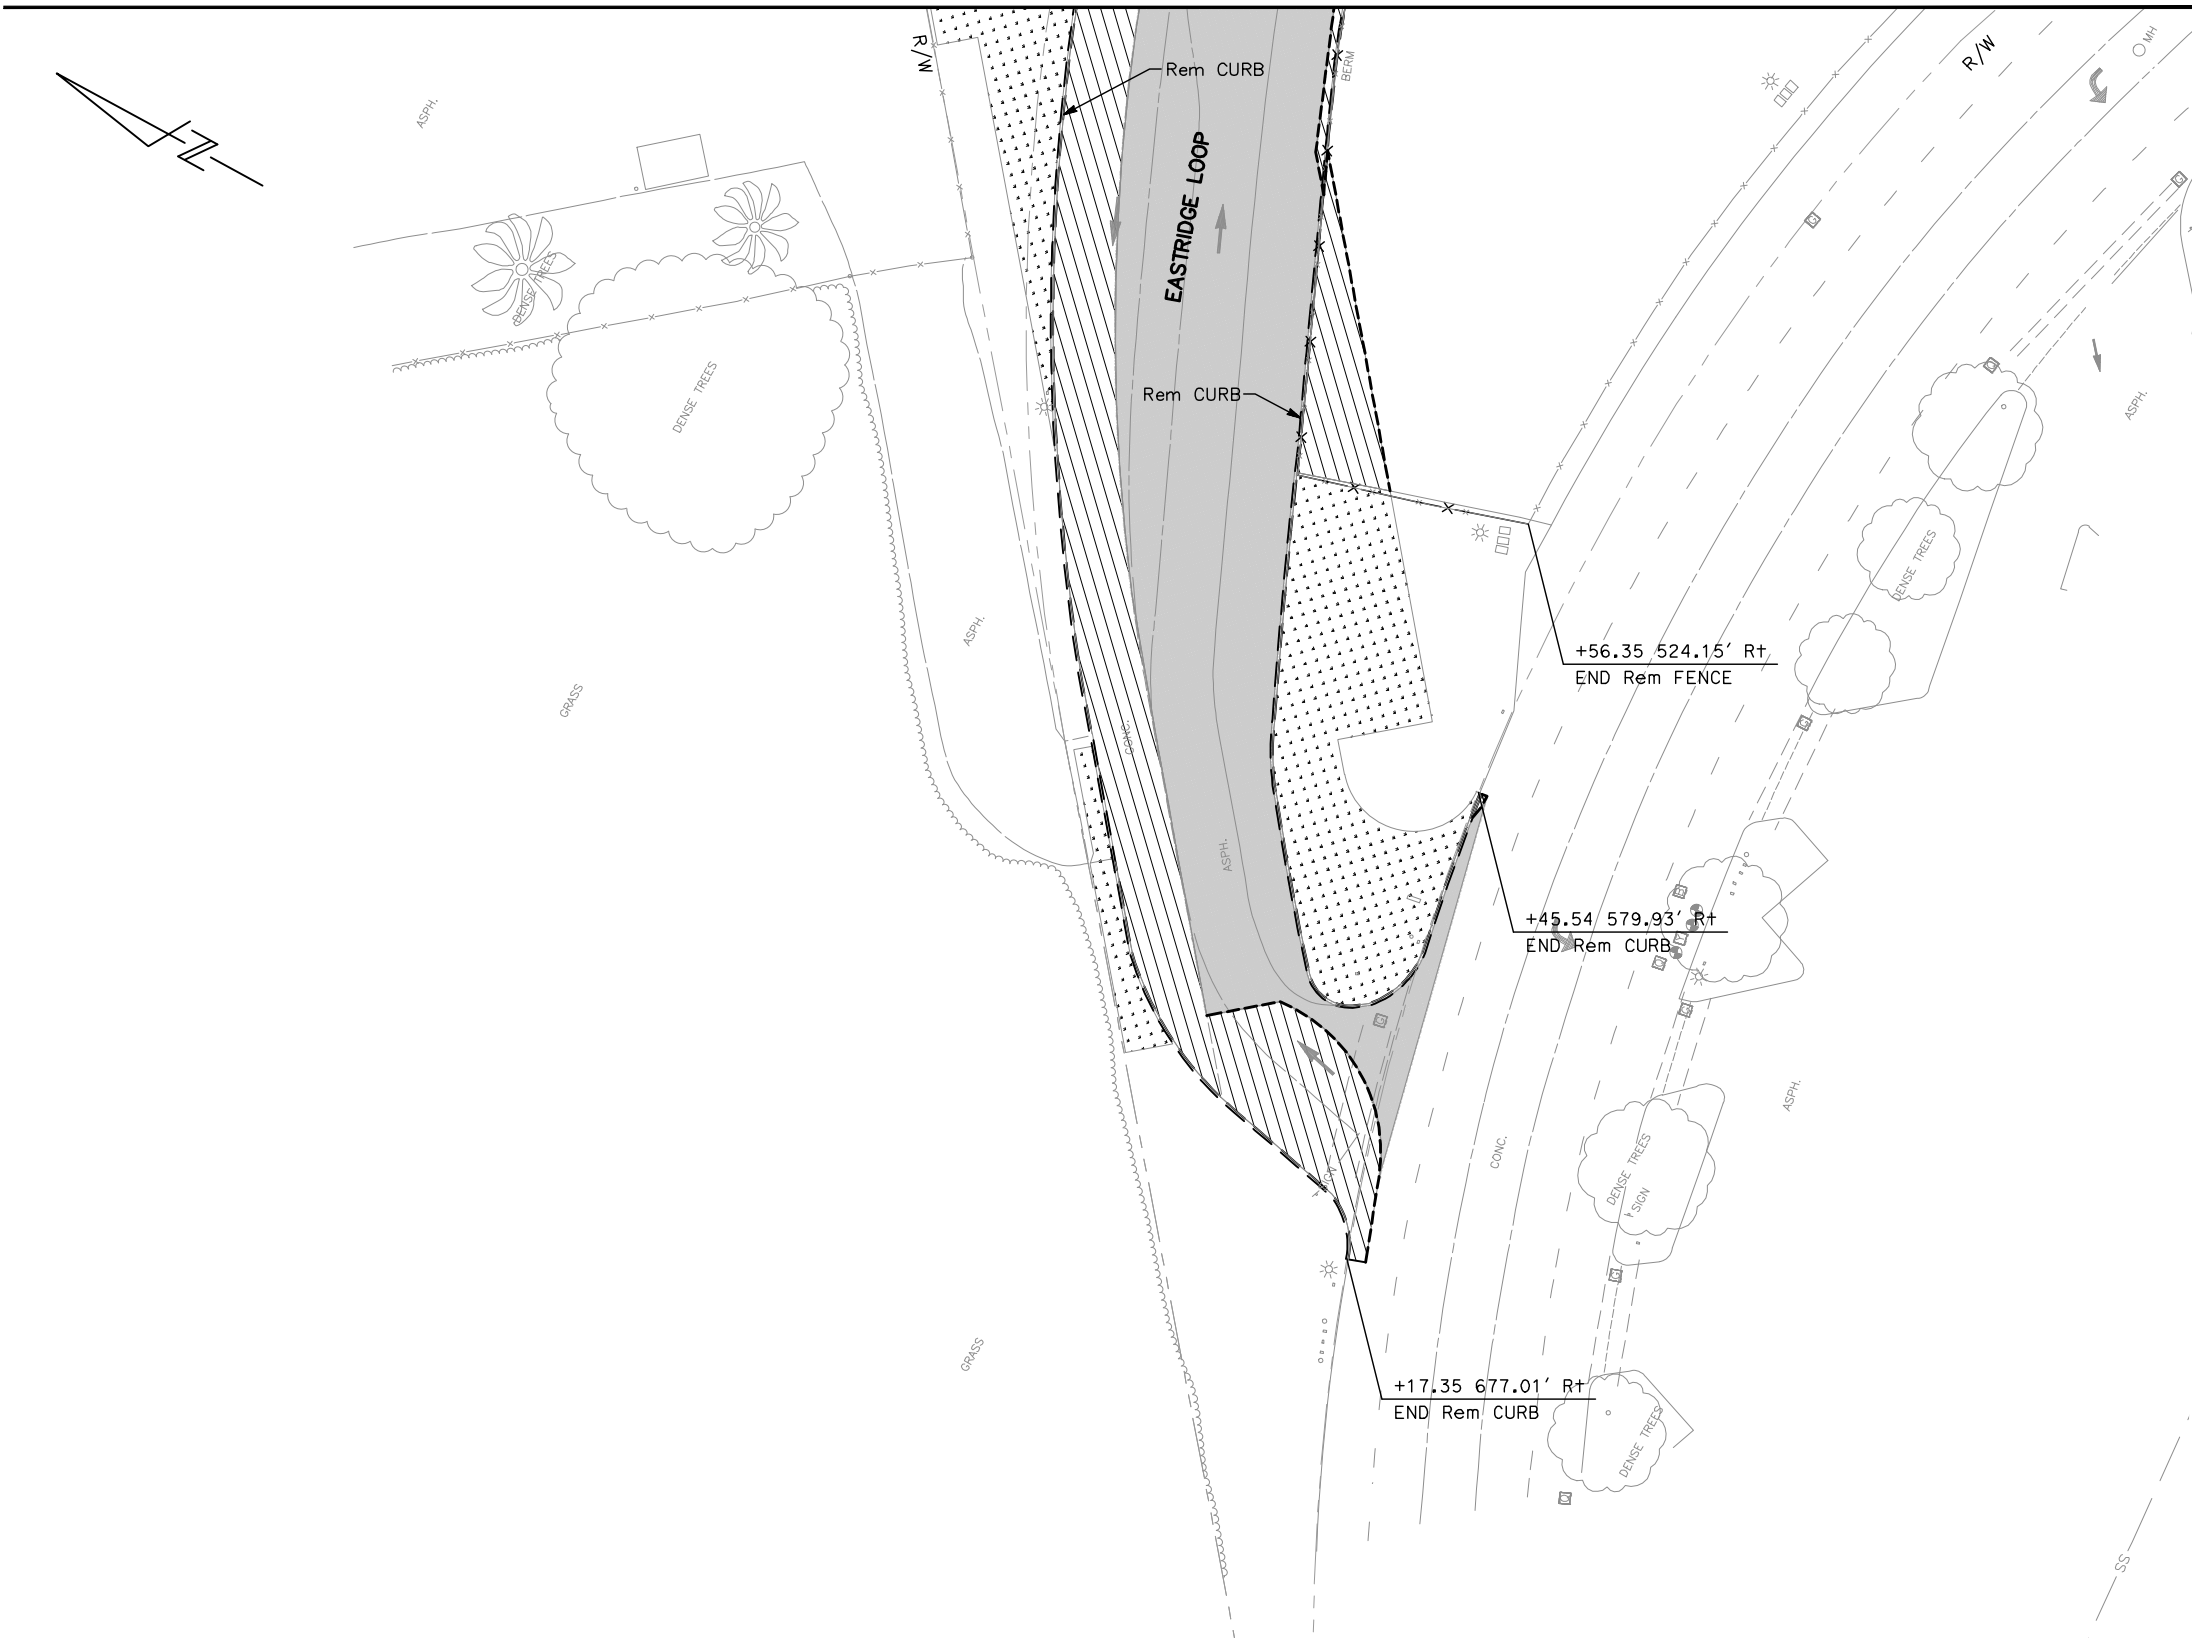 R/W
Rem CURB
BERM
R/W
MH
ASPH.
N
EASTRIDGE LOOP
DENSE TREES
DENSE TREES
Rem CURB
ASPH.
G
G
G
DENSE TREES
ASPH.
+56.35 524.15' Rt
END Rem FENCE
GRASS
CONC.
G
ASPH.
+45.54 579.93' Rt
END Rem CURB
G
G
ASPH.
CONC.
SIGN
DENSE TREES
SIGN
G
GRASS
+17.35 677.01' Rt
END Rem CURB
DENSE TREES
SS